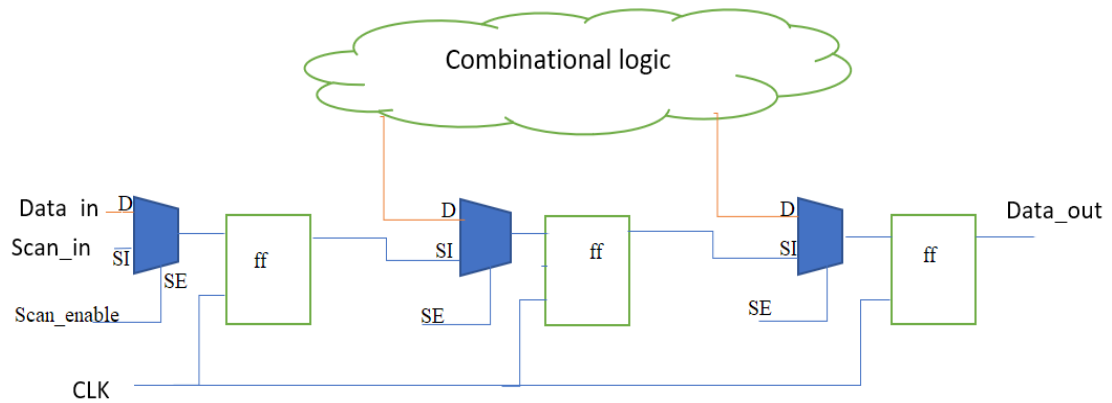 Combinational logic
Data in D
Scan_in SI
SE
Scan_enable
ff
D
SI
SE
ff
D
SI
SE
ff
Data_out
CLK